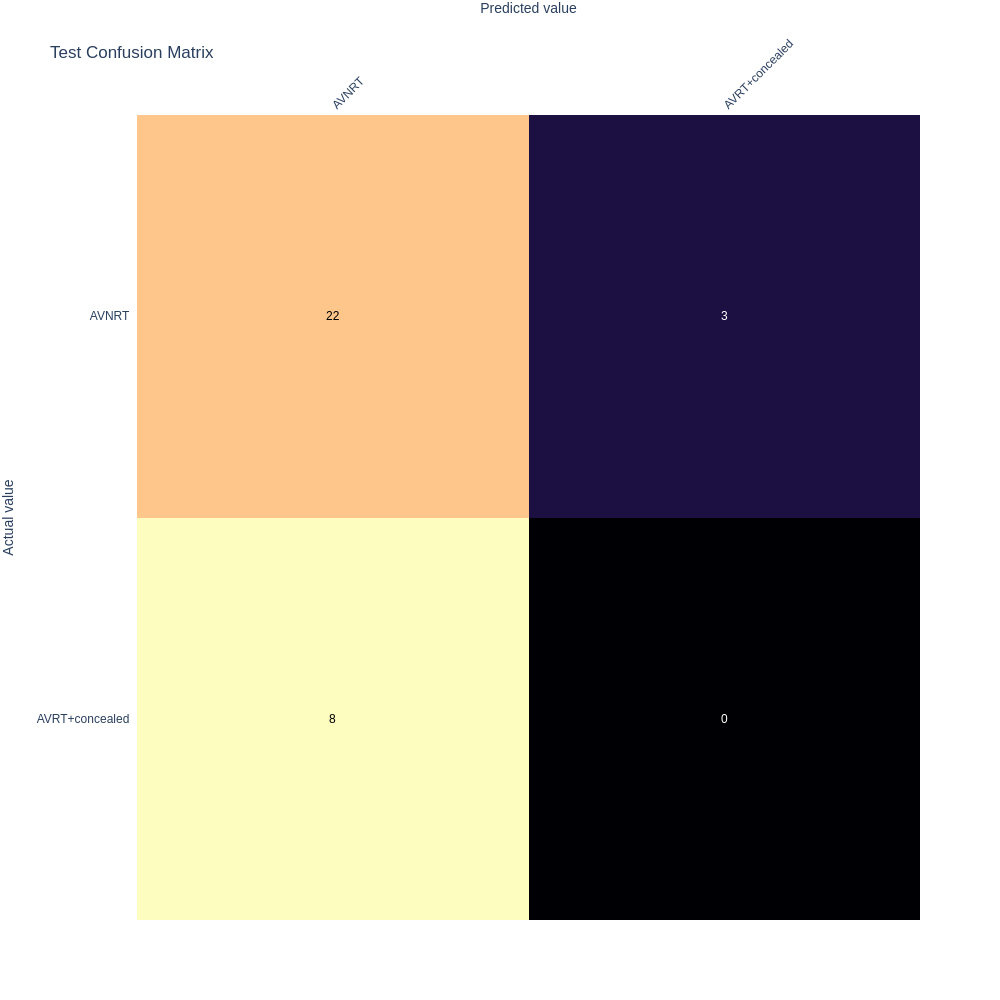 Predicted value
Test Confusion Matrix
AVNRT
AVRT+concealed
AVNRT
22
3
Actual value
AVRT+concealed
8
0